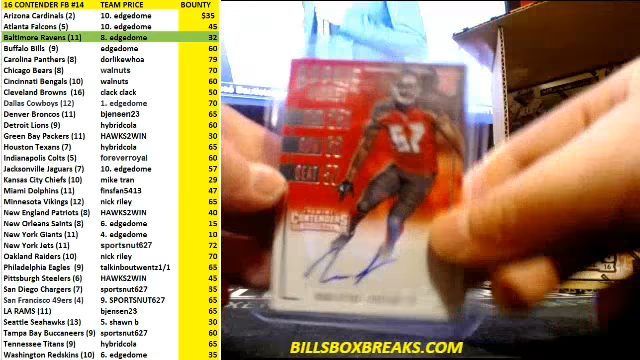 16 CONTENDER FB #14 TEAM PRICE BOUNTY
Arizona Cardinals (2) 10. edgedome $35
Atlanta Falcons (5) 10. edgedome 45
Baltimore Ravens (11) 8. edgedome 32
Buffalo Bills (9) edgedome 60
Carolina Panthers (8) dorlikewhoa 79
Chicago Bears (8) walnuts 70
Cincinnati Bengals (10) walnuts 60
Cleveland Browns (16) clack clack 50
Dallas Cowboys (12) 1. edgedome 70
Denver Broncos (11) bjensen23 65
Detroit Lions (9) hybridcola 60
Green Bay Packers (11) HAWKS2WIN 30
Houston Texans (7) hybridcola 65
Indianapolis Colts (5) foreverroyal 60
Jacksonville Jaguars (7) 10. edgedome 57
Kansas City Chiefs (10) mike tran 29
Miami Dolphins (11) finsfan5413 47
Minnesota Vikings (12) nick riley 65
New England Patriots (8) HAWKS2WIN 40
New Orleans Saints (8) 6. edgedome 15
New York Giants (11) 4. edgedome 10
New York Jets (11) sportsnut627 72
Oakland Raiders (10) nick riley 70
Philadelphia Eagles (9) talkinboutwentz1/1 65
Pittsburgh Steelers (6) HAWKS2WIN 45
San Diego Chargers (7) sportsnut627 35
San Francisco 49ers (4) 9. SPORTSNUT627 65
LA RAMS (11) bjensen23 65
Seattle Seahawks (13) 5. shawn b 30
Tampa Bay Buccaneers (9) sportsnut627 60
Tennessee Titans (9) hybridcola 65
Washington Redskins (10) 6. edgedome 35
CONTENDERS
BILLSBOXBREAKS.COM